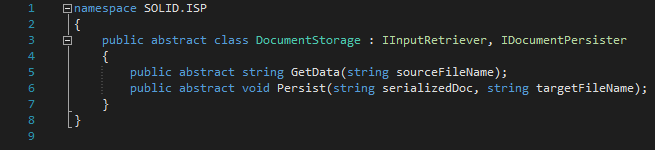 1 namespace SOLID.ISP
2 {
3 public abstract class DocumentStorage : IInputRetriever, IDocumentPersister
4 {
5 public abstract string GetData(string sourceFileName);
6 public abstract void Persist(string serializedDoc, string targetFileName);
7 }
8 }
9